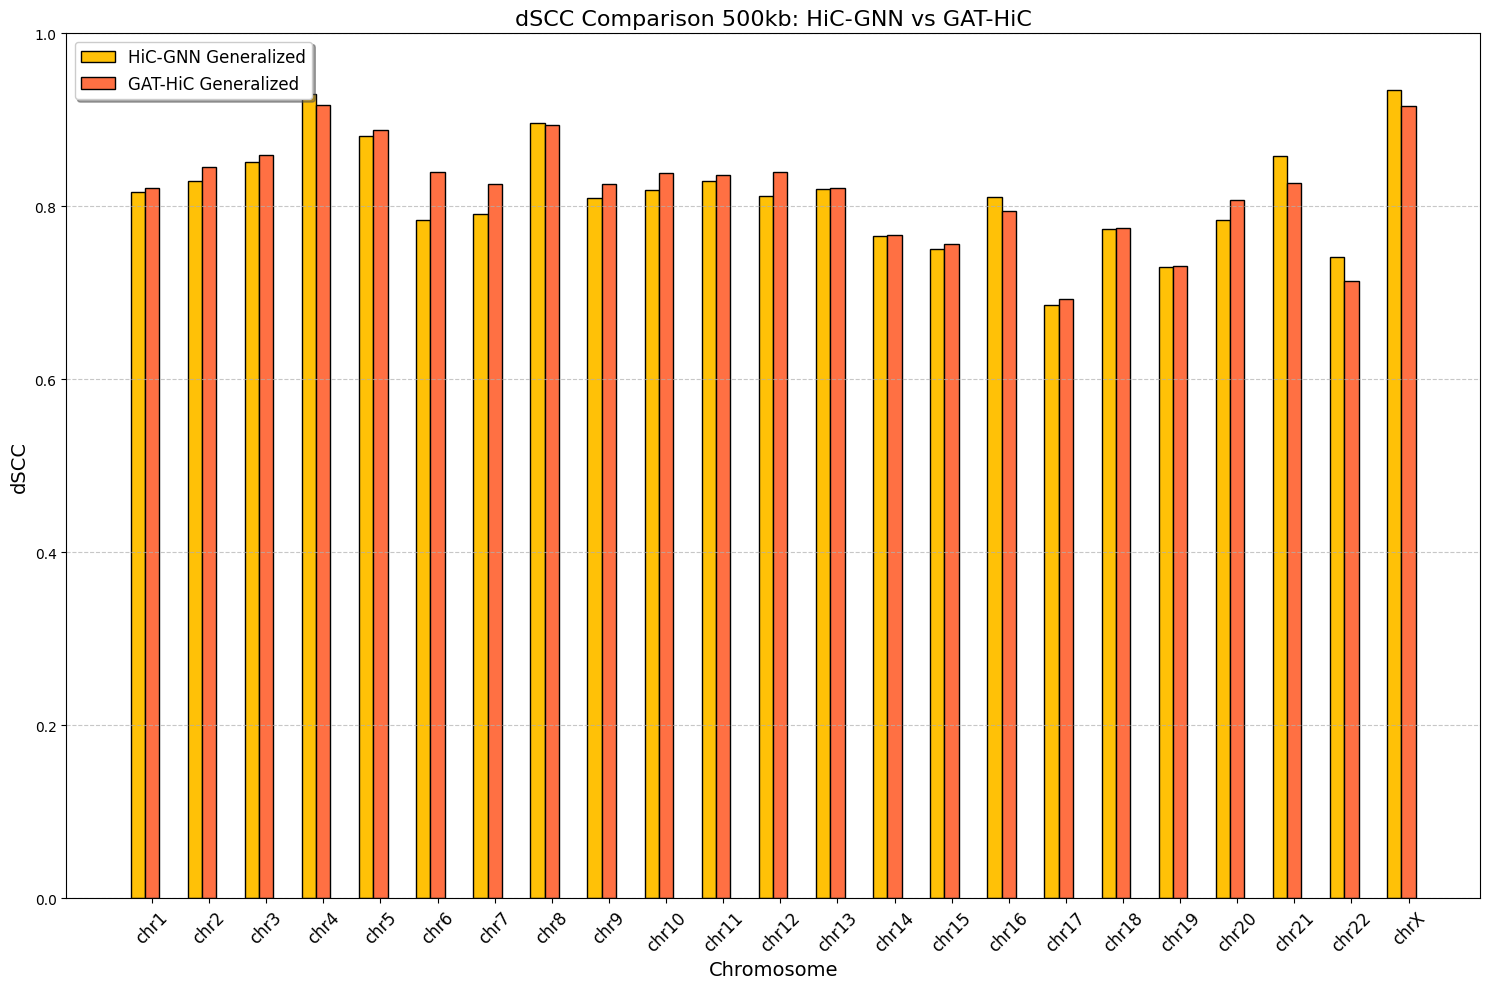 dSCC Comparison 500kb: HiC-GNN vs GAT-HiC
HiC-GNN Generalized
GAT-HiC Generalized
dSCC
1.0
0.8
0.6
0.4
0.2
0.0
chr1
chr2
chr3
chr4
chr5
chr6
chr7
chr8
chr9
chr10
chr11
chr12
chr13
chr14
chr15
chr16
chr17
chr18
chr19
chr20
chr21
chr22
chrX
Chromosome